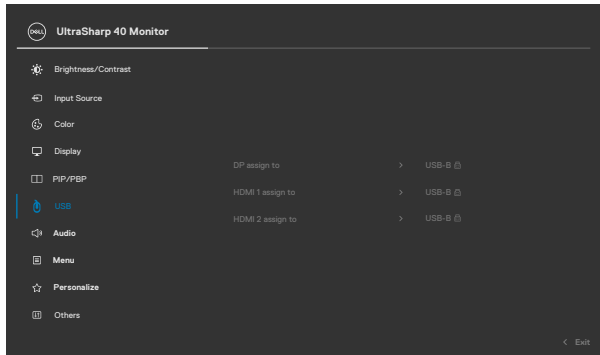 DELL UltraSharp 40 Monitor
Brightness/Contrast
Input Source
Color
Display
DP assign to > USB-B
PIP/PBP
HDMI 1 assign to > USB-B
USB
HDMI 2 assign to > USB-B
Audio
Menu
Personalize
Others
< Exit